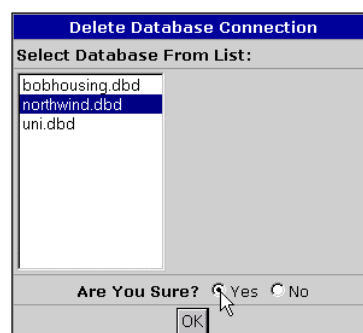 Delete Database Connection
Select Database From List:
bobhousing.dbd
northwind.dbd
uni.dbd
Are You Sure? Yes No
OK